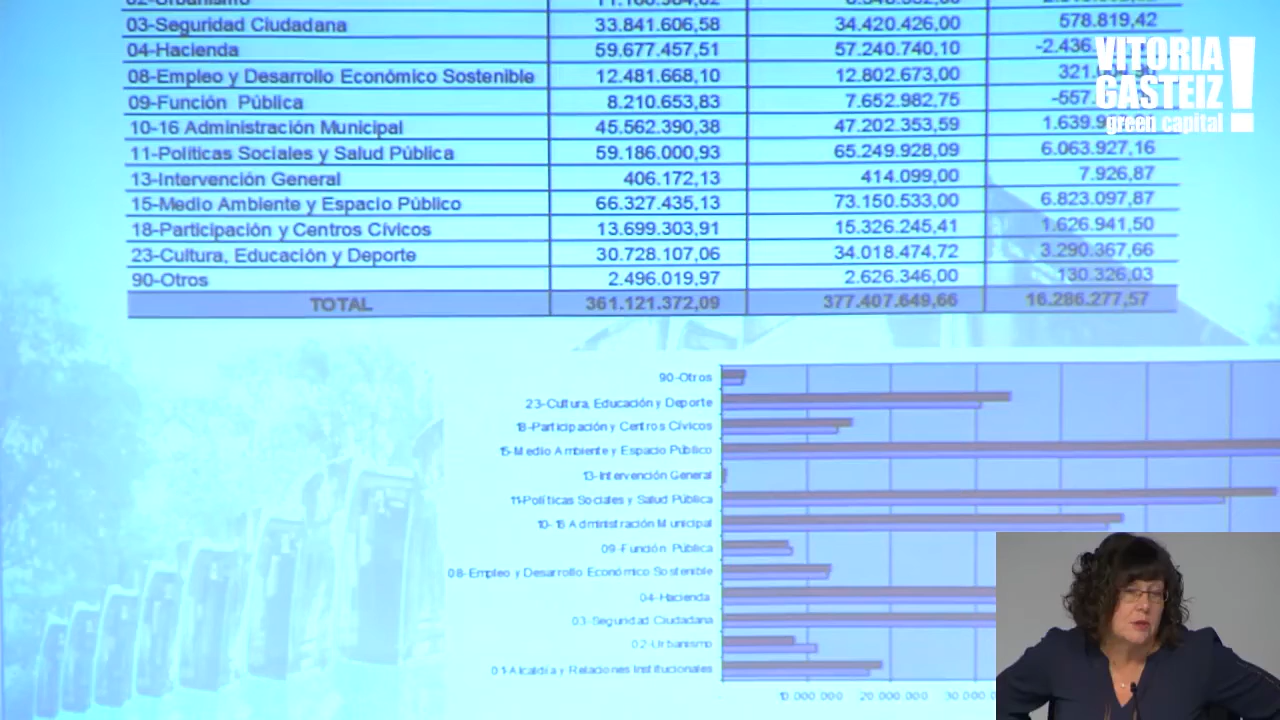 03-Seguridad Ciudadana 33.841.606,58 34.420.426,00 578.819,42
04-Hacienda 59.677.457,51 57.240.740,10 -2.436.
08-Empleo y Desarrollo Económico Sostenible 12.481.668,10 12.802.673,00 321.
09-Función Pública 8.210.653,83 7.652.982,75 -557.
10-16 Administración Municipal 45.562.390,38 47.202.353,59 1.639.
11-Políticas Sociales y Salud Pública 59.186.000,93 65.249.928,09 6.063.927,16
13-Intervención General 406.172,13 414.099,00 7.926,87
15-Medio Ambiente y Espacio Público 66.327.435,13 73.150.533,00 6.823.097,87
18-Participación y Centros Cívicos 13.699.303,91 15.326.245,41 1.626.941,50
23-Cultura, Educación y Deporte 30.728.107,06 34.018.474,72 3.290.367,66
90-Otros 2.496.019,97 2.626.346,00 130.326,03
TOTAL 361.121.372,09 377.407.649,66 16.286.277,57
VITORIA
GASTEIZ!
green capital
90-Otros
23-Cultura, Educación y Deporte
18-Participación y Centros Cívicos
15-Medio Ambiente y Espacio Público
13-Intervención General
11-Políticas Sociales y Salud Pública
10-16 Administración Municipal
09-Función Pública
08-Empleo y Desarrollo Económico Sostenible
04-Hacienda
03-Seguridad Ciudadana
02-Urbanismo
01-Alcaldía y Relaciones Institucionales
10.000.000 20.000.000 30.000.0